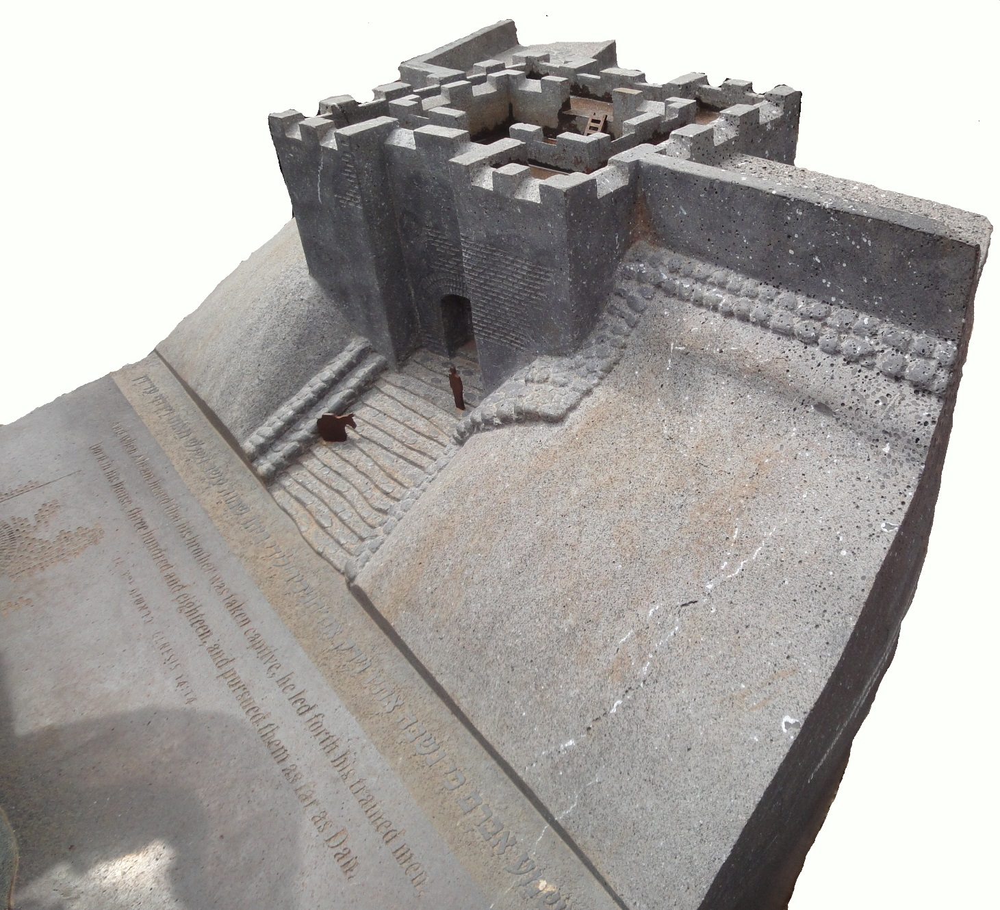 וישמע אברם כי נשבה אחיו וירק את חניכיו ילידי ביתו שמנה עשר ושלש מאות וירדף עד דן
And when Abram heard that his brother was taken captive, he led forth his trained men,
born in his house, three hundred and eighteen, and pursued them as far as Dan.
GENESIS 14:14